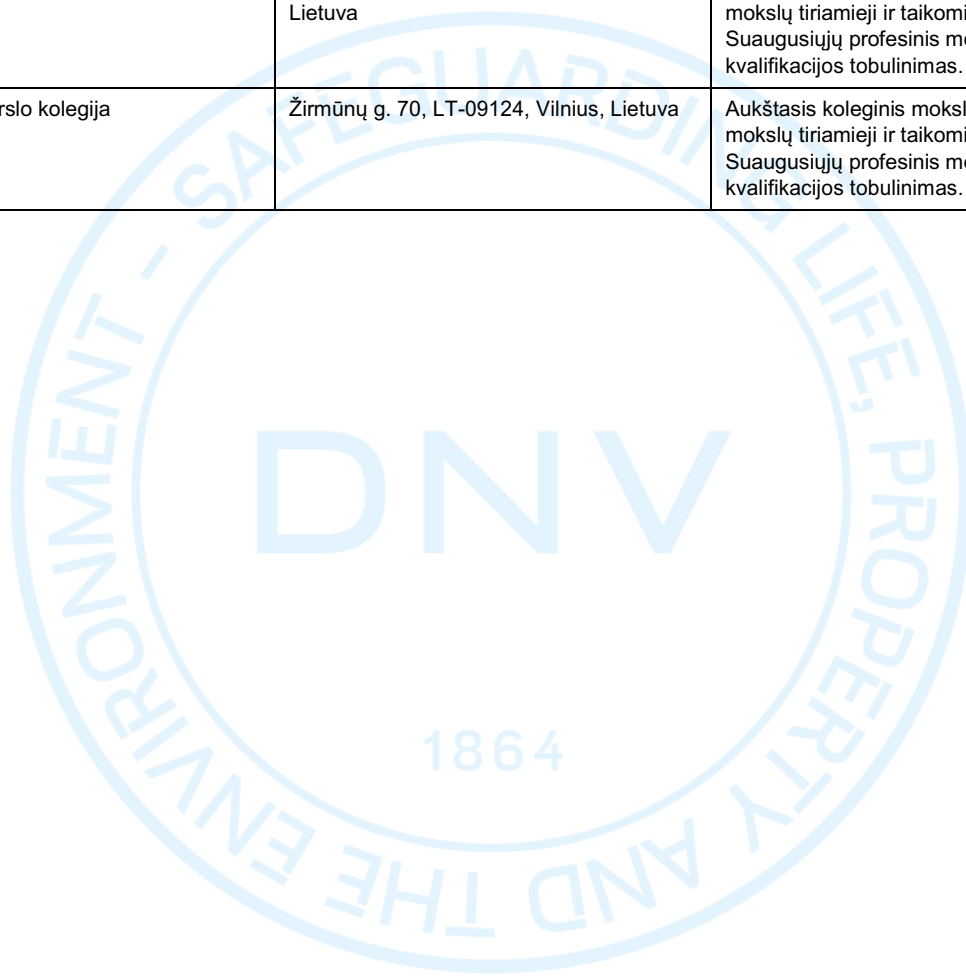 Lietuva
mokslų tiriamieji ir taikomi
Suaugusiųjų profesinis mo
kvalifikacijos tobulinimas.
rslo kolegija
Žirmūnų g. 70, LT-09124, Vilnius, Lietuva
Aukštasis koleginis moksl
mokslų tiriamieji ir taikomi
Suaugusiųjų profesinis mo
kvalifikacijos tobulinimas.
SAFEGUARDING LIFE, PROPERTY AND THE ENVIRONMENT -
DNV
1864